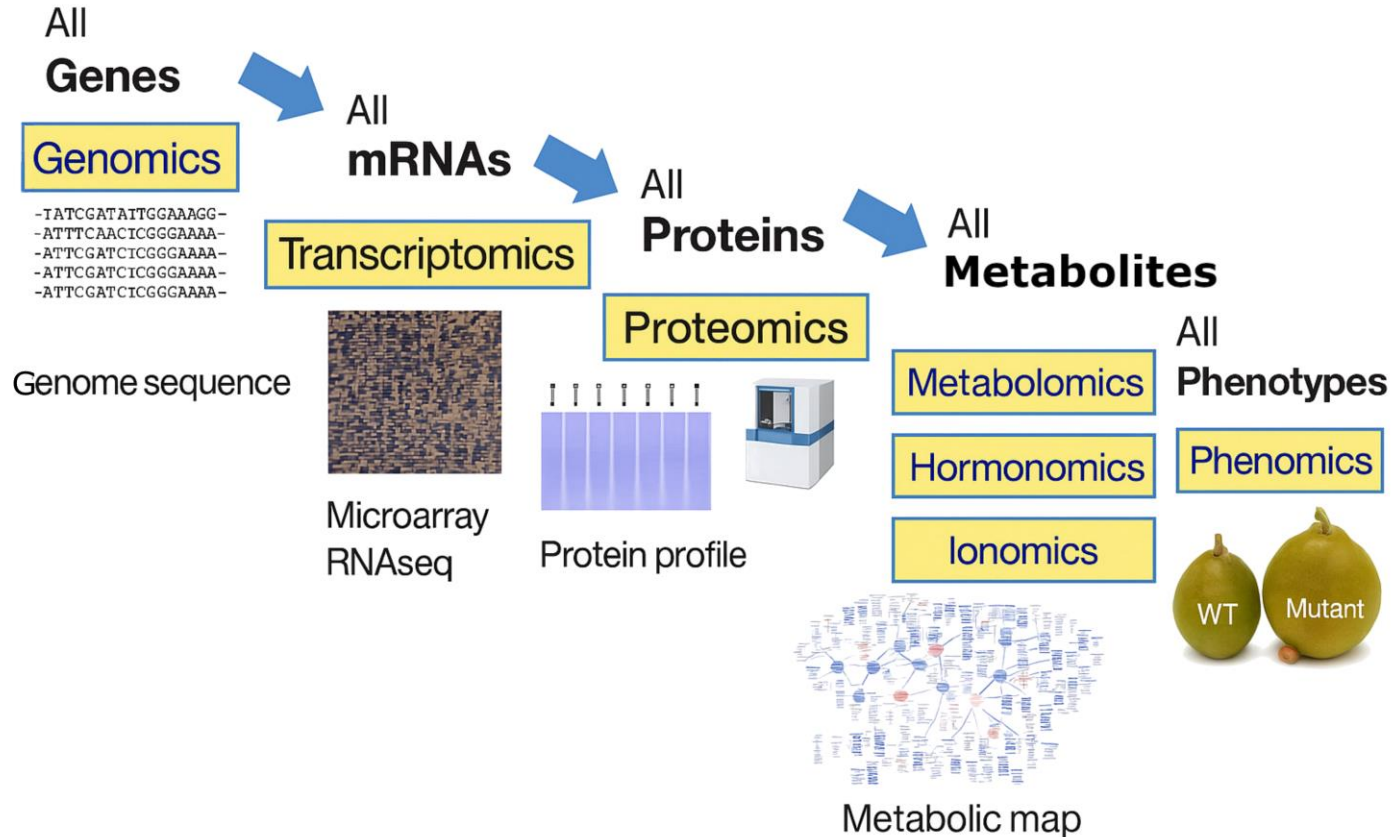 All
Genes
Genomics
-TATCGATAITGGAAAGG-
-ATTTCAACICGGGAAAA-
-ATTCGATCICGGGAAAA-
-ATTCGATCICGGGAAAA-
-ATTCGATCICGGGAAAA-
Genome sequence
All
mRNAs
Transcriptomics
Microarray
RNAseq
All
Proteins
Proteomics
Protein profile
All
Metabolites
Metabolomics
Hormonomics
Ionomics
Metabolic map
All
Phenotypes
Phenomics
WT
Mutant